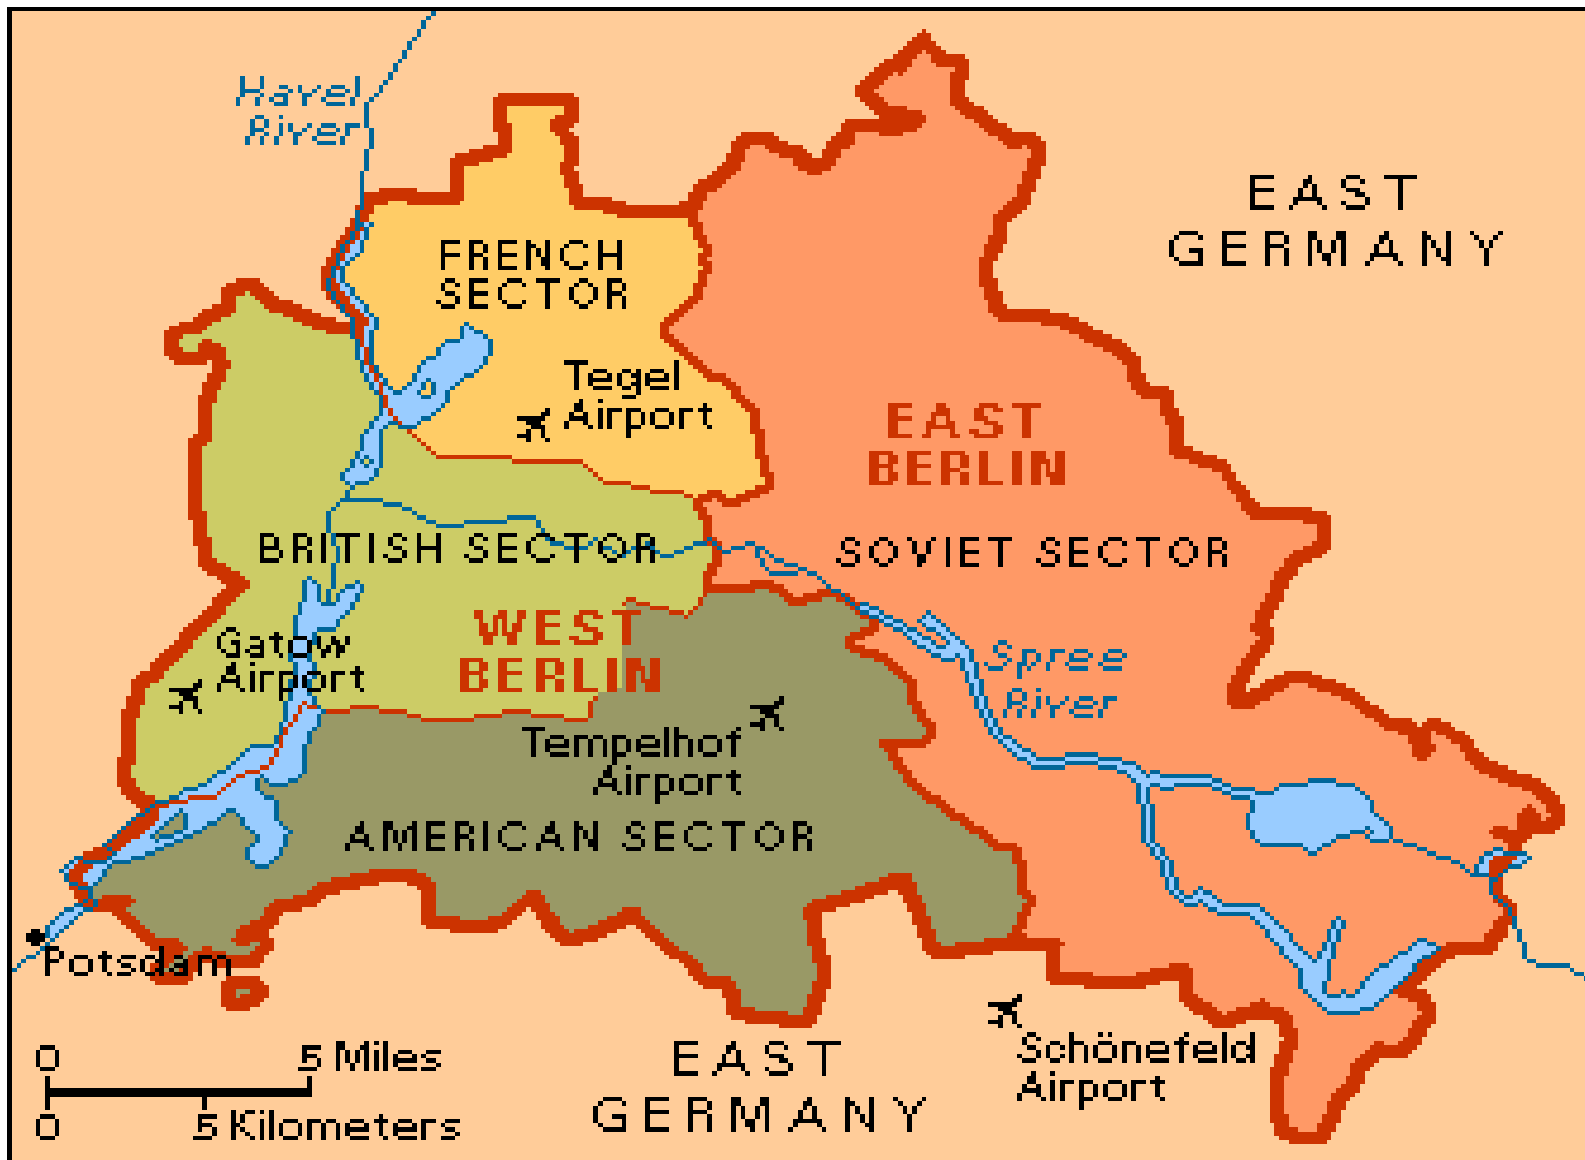 Havel
River
EAST
GERMANY
FRENCH
SECTOR
Tegel
Airport
EAST
BERLIN
BRITISH SECTOR
SOVIET SECTOR
WEST
BERLIN
Gatow
Airport
Spree
River
Tempelhof
Airport
AMERICAN SECTOR
Potsdam
Schönefeld
Airport
EAST
GERMANY
0 5 Miles
0 5 Kilometers